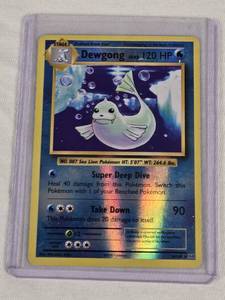 STAGE 1
Dewgong 120 HP
NO. 087 Sea Lion Pokémon HT: 5'07" WT: 264.6 lbs.
Super Deep Dive
Heal 40 damage from this Pokémon. Switch this
Pokémon with 1 of your Benched Pokémon.
Take Down 90
This Pokémon does 20 damage to itself.
×2